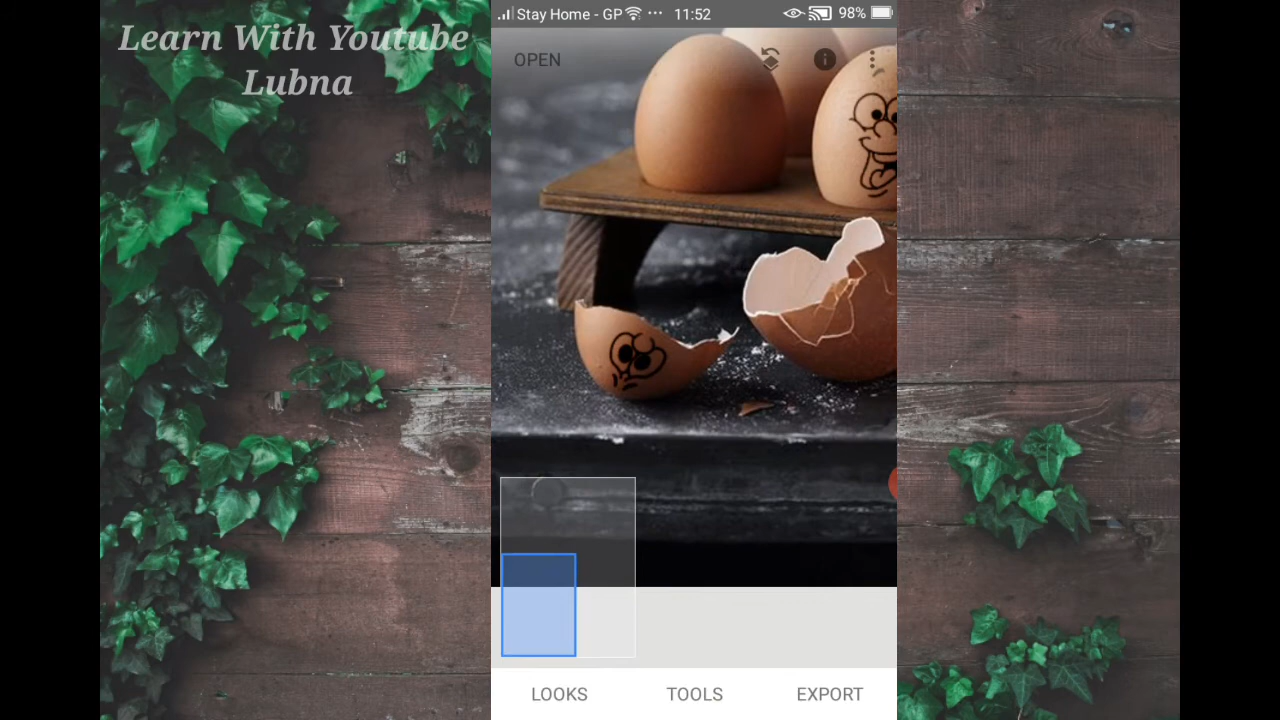 Learn With Youtube
Lubna
Stay Home - GP 11:52 98%
OPEN
LOOKS TOOLS EXPORT